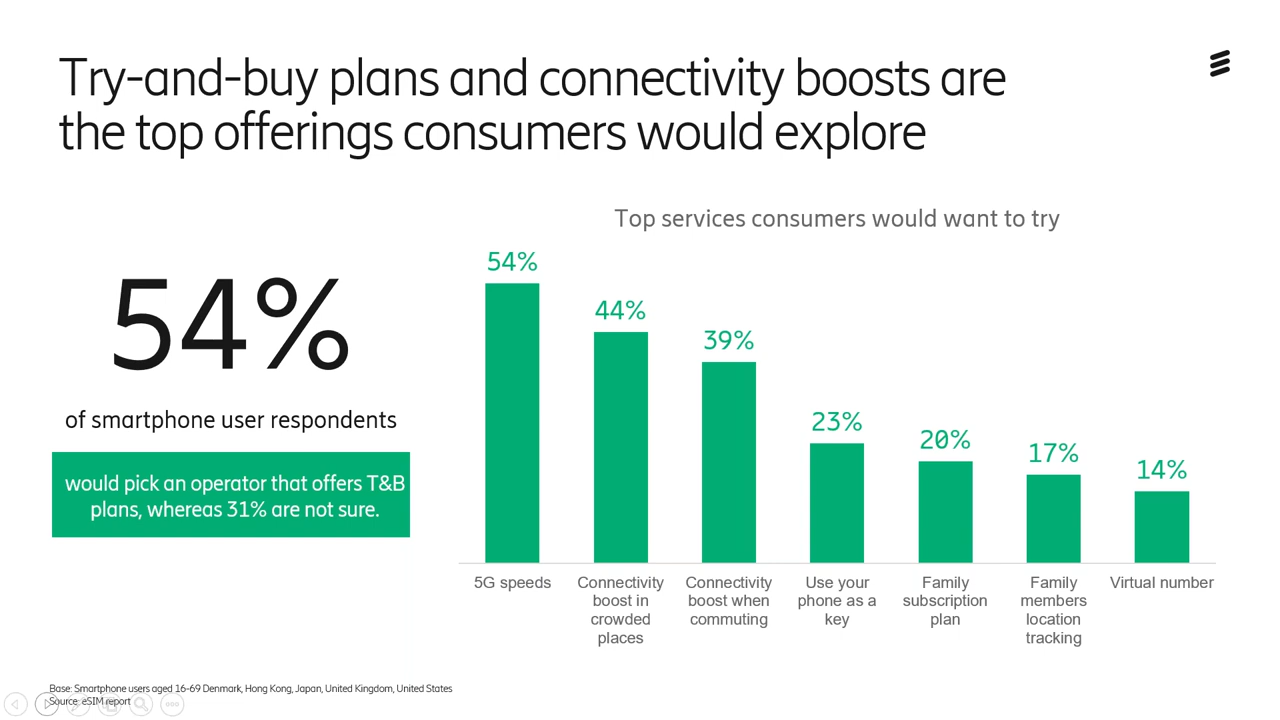 Try-and-buy plans and connectivity boosts are
the top offerings consumers would explore
54%
of smartphone user respondents
would pick an operator that offers T&B
plans, whereas 31% are not sure.
Top services consumers would want to try
54%
44%
39%
23%
20%
17%
14%
5G speeds
Connectivity
boost in
crowded
places
Connectivity
boost when
commuting
Use your
phone as a
key
Family
subscription
plan
Family
members
location
tracking
Virtual number
Base: Smartphone users aged 16-69 Denmark, Hong Kong, Japan, United Kingdom, United States
Source: eSIM report